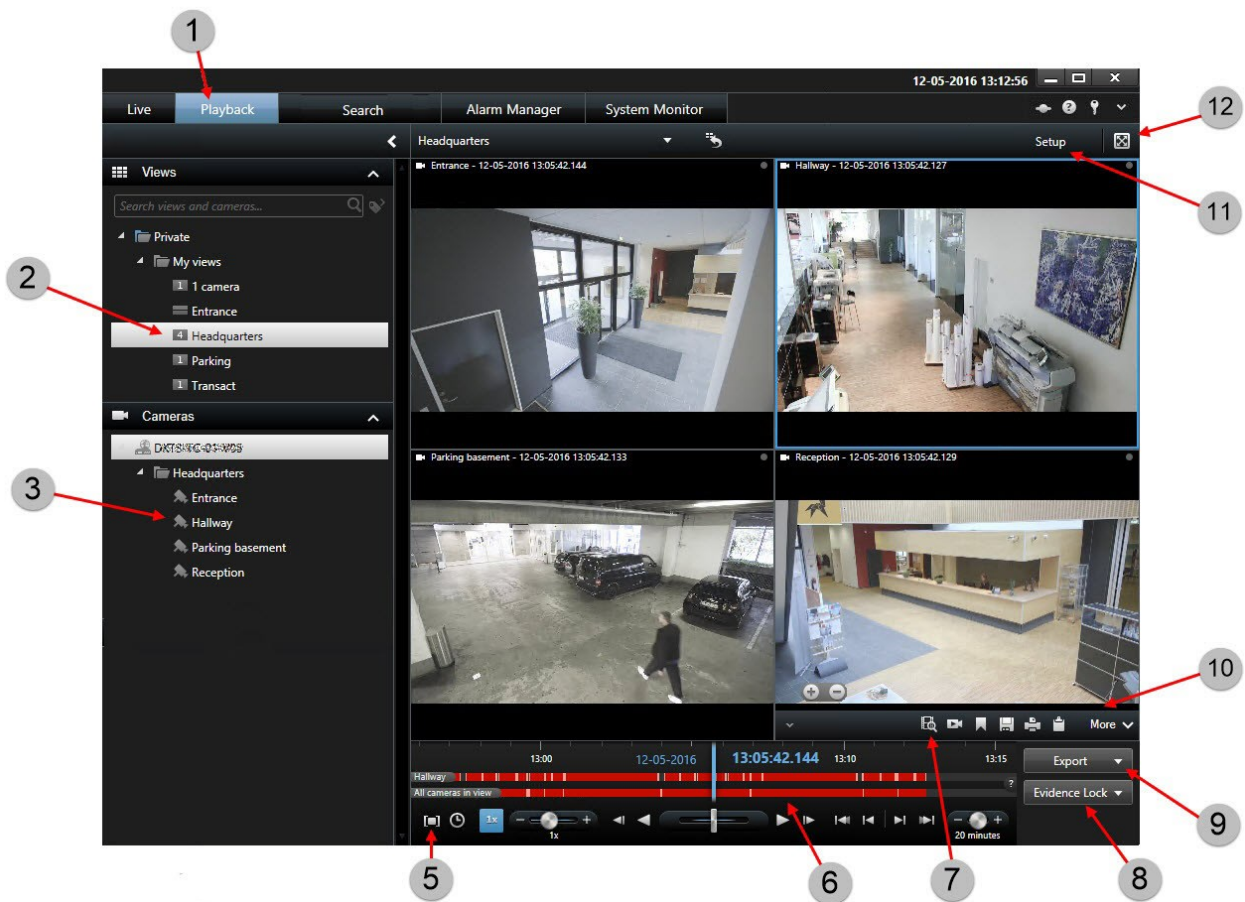 1
12-05-2016 13:12:56
Live Playback Search Alarm Manager System Monitor
12
Headquarters Setup
11
Views
Search views and cameras...
Private
My views
2
1 1 camera
Entrance
4 Headquarters
1 Parking
1 Transact
Cameras
Headquarters
3
Entrance
Hallway
Parking basement
Reception
Entrance - 12-05-2016 13:05:42.144
Hallway - 12-05-2016 13:05:42.127
Parking basement - 12-05-2016 13:05:42.133
Reception - 12-05-2016 13:05:42.129
10
More
13:00 12-05-2016 13:05:42.144 13:10 13:15
Hallway
All cameras in view
?
Export
Evidence Lock
1x
1x
20 minutes
5
6
7
8
9